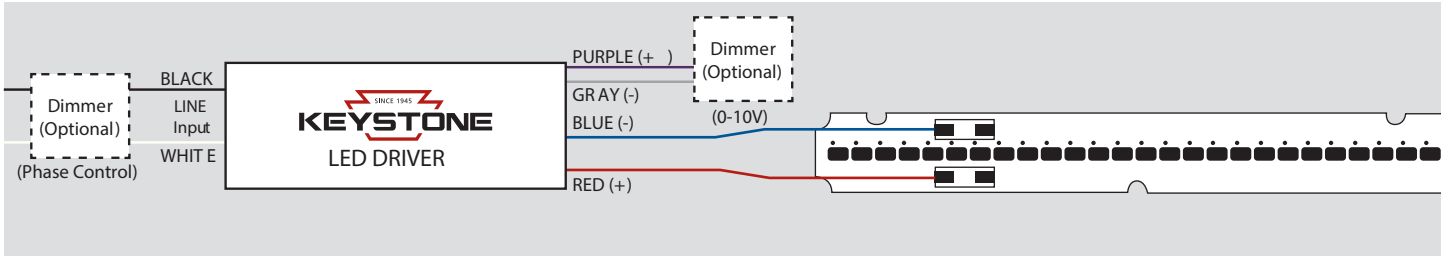 Dimmer
(Optional)
(Phase Control)
BLACK
LINE
Input
WHIT E
SINCE 1945
KEYSTONE
LED DRIVER
PURPLE (+ )
GR AY (-)
BLUE (-)
RED (+)
Dimmer
(Optional)
(0-10V)